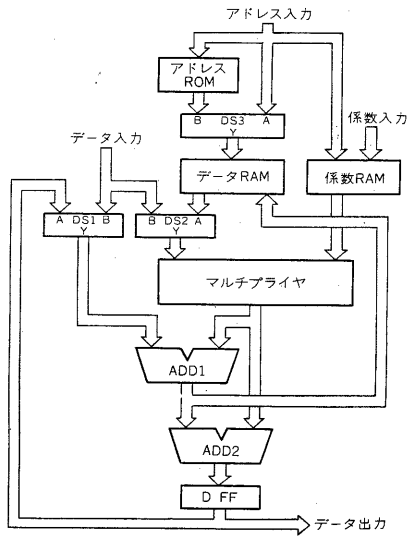 アドレス入力
アドレス
ROM
B DS3 A
Y
係数入力
データ入力
データRAM
係数RAM
A DS1 B
Y
B DS2 A
Y
マルチプライヤ
ADD1
ADD2
D FF
データ出力